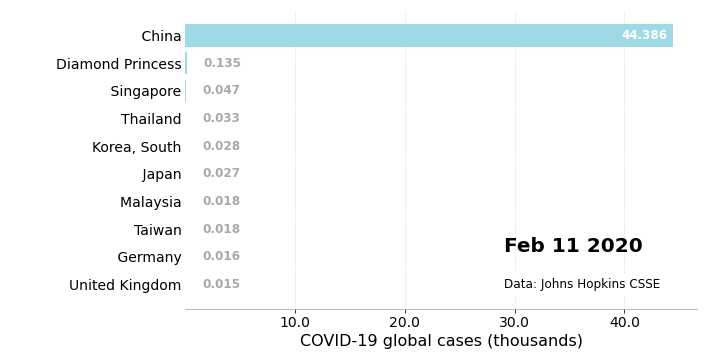 China 44.386
Diamond Princess 0.135
Singapore 0.047
Thailand 0.033
Korea, South 0.028
Japan 0.027
Malaysia 0.018
Taiwan 0.018
Germany 0.016
United Kingdom 0.015
Feb 11 2020
Data: Johns Hopkins CSSE
10.0 20.0 30.0 40.0
COVID-19 global cases (thousands)